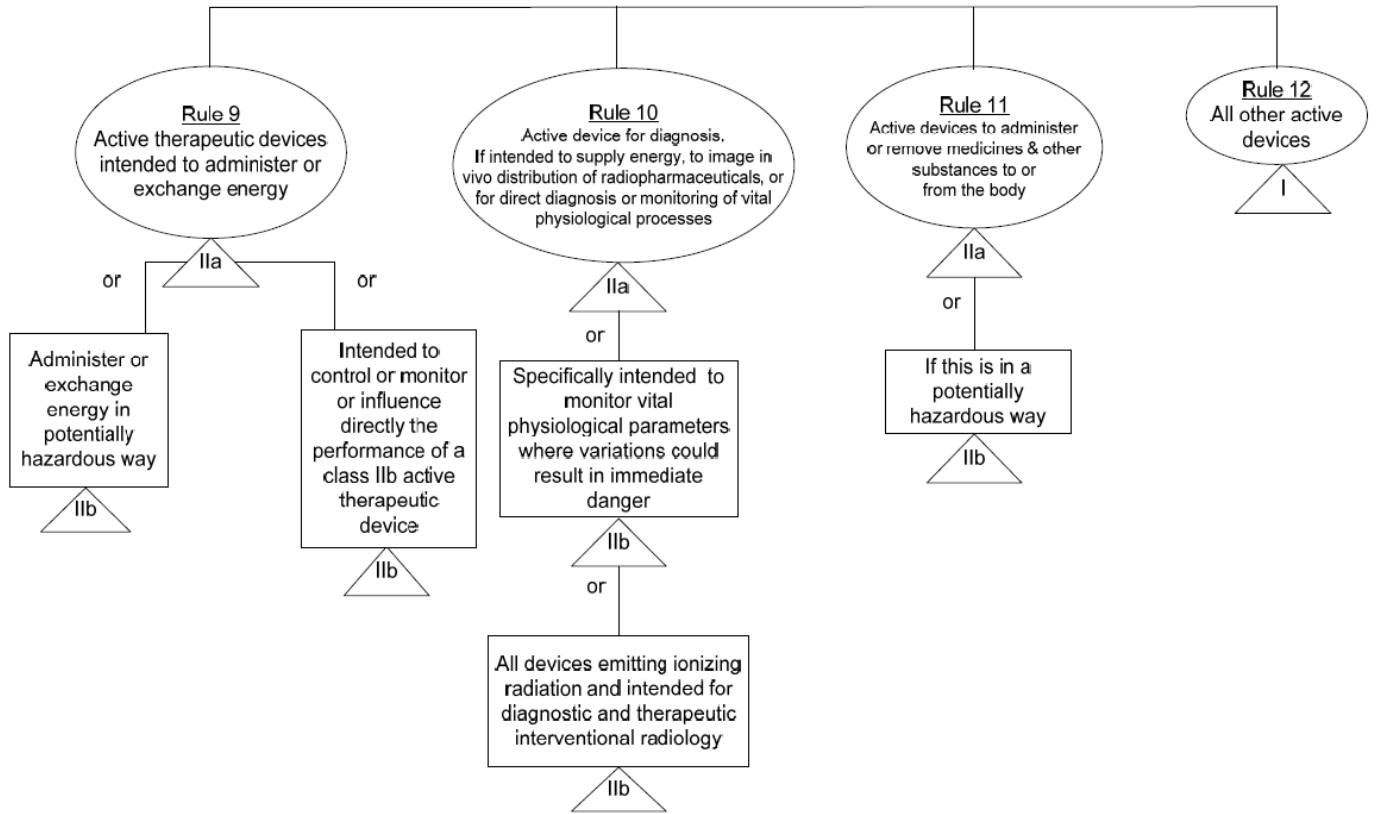 Rule 9
Active therapeutic devices
intended to administer or
exchange energy
IIa
or
or
Administer or
exchange
energy in
potentially
hazardous way
IIb
Intended to
control or monitor
or influence
directly the
performance of a
class IIb active
therapeutic
device
IIb
Rule 10
Active device for diagnosis.
If intended to supply energy, to image in
vivo distribution of radiopharmaceuticals, or
for direct diagnosis or monitoring of vital
physiological processes
IIa
or
Specifically intended to
monitor vital
physiological parameters
where variations could
result in immediate
danger
IIb
or
All devices emitting ionizing
radiation and intended for
diagnostic and therapeutic
interventional radiology
IIb
Rule 11
Active devices to administer
or remove medicines & other
substances to or
from the body
IIa
or
If this is in a
potentially
hazardous way
IIb
Rule 12
All other active
devices
I